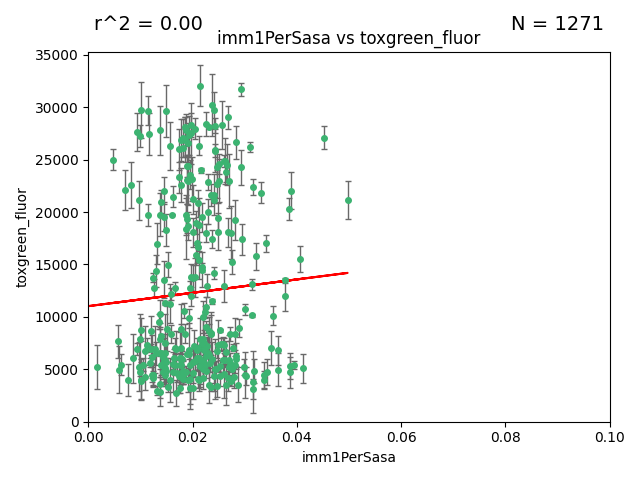 r^2 = 0.00
N = 1271
imm1PerSasa vs toxgreen_fluor
35000
30000
25000
20000
15000
10000
5000
0
toxgreen_fluor
0.00
0.02
0.04
0.06
0.08
0.10
imm1PerSasa